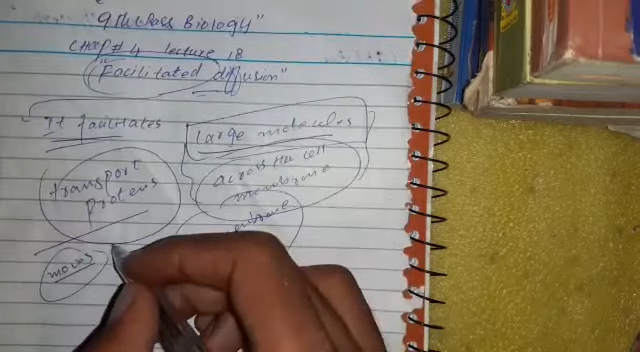 9th class Biology"
Chap # 4 lecture 18
"Facilitated diffusion"
It facilitates large molecules
transport proteins across the cell membrane
moves